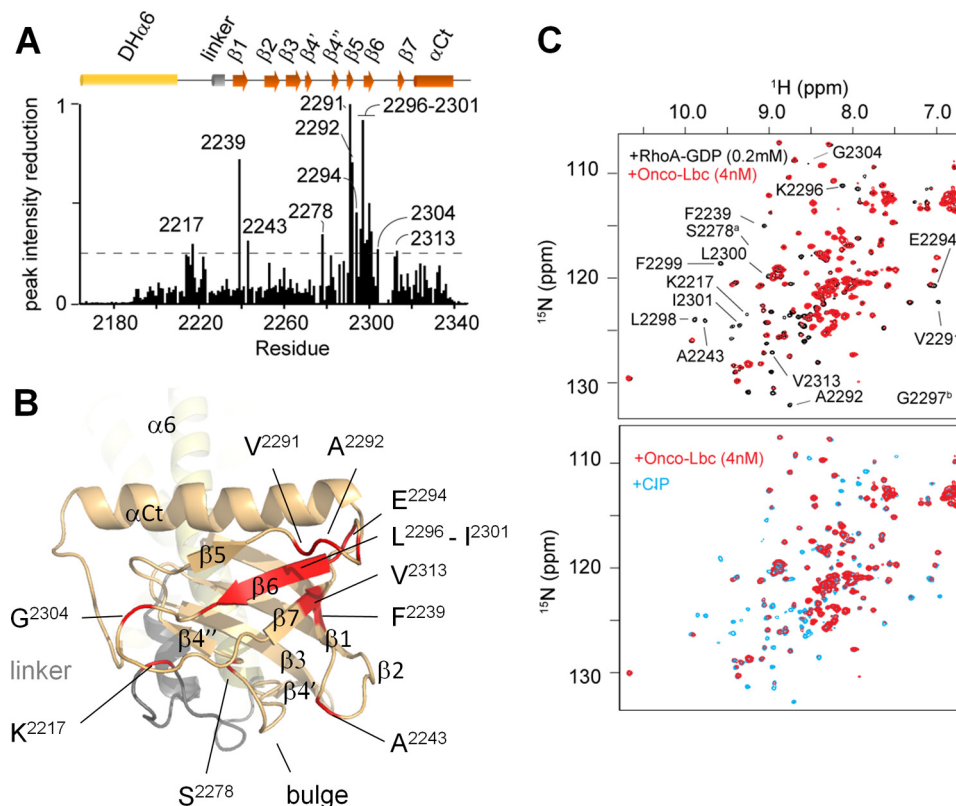 A
DHα6
linker
β1
β2
β3
β4'
β4''
β5
β6
β7
αCt
peak intensity reduction
1
0
2291
2296-2301
2292
2239
2294
2278
2304
2217
2243
2313
2180
2220
2260
2300
2340
Residue
B
α6
V2291
A2292
E2294
αCt
L2296 - I2301
β5
β6
V2313
G2304
β7
F2239
β4''
β1
linker
β3
β2
β4'
K2217
A2243
S2278
bulge
C
1H (ppm)
10.0
9.0
8.0
7.0
110
120
130
15N (ppm)
+RhoA-GDP (0.2mM)
+Onco-Lbc (4nM)
G2304
K2296
F2239
S2278a
E2294
L2300
F2299
K2217
I2301
L2298
V2291
A2243
V2313
A2292
G2297b
110
120
130
15N (ppm)
+Onco-Lbc (4nM)
+CIP